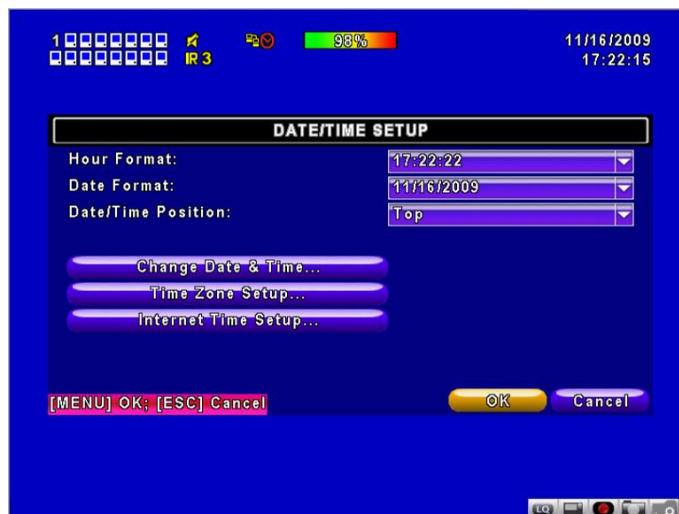 1 98% 11/16/2009
IR 3 17:22:15
DATE/TIME SETUP
Hour Format: 17:22:22
Date Format: 11/16/2009
Date/Time Position: Top
Change Date & Time...
Time Zone Setup...
Internet Time Setup...
[MENU] OK; [ESC] Cancel OK Cancel
LQ